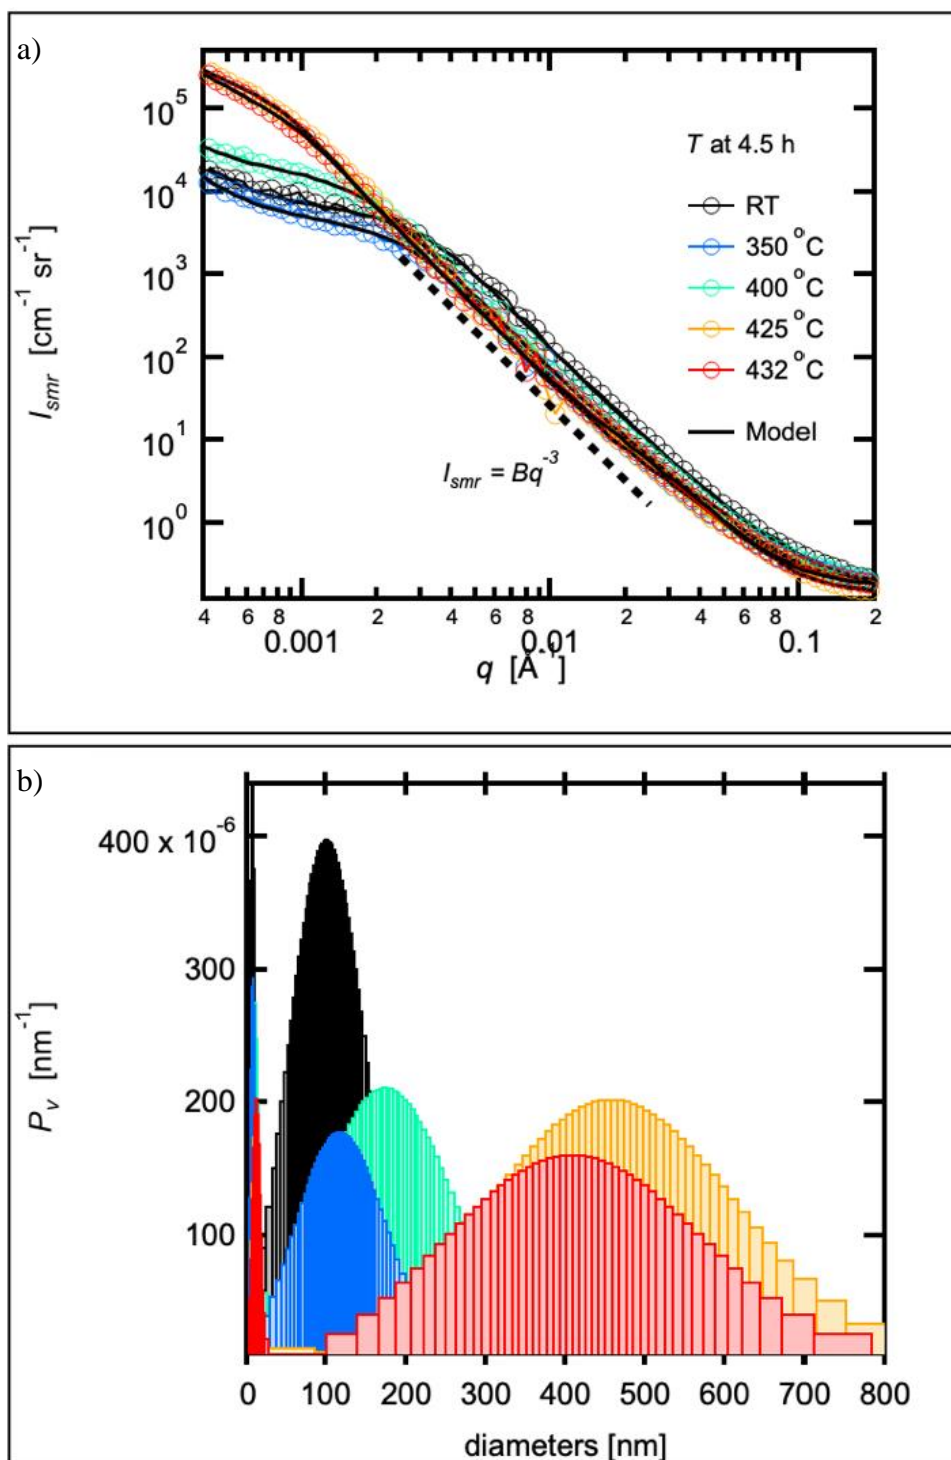 a)
10^5
10^4
10^3
10^2
10^1
10^0
I_smr [cm^-1 sr^-1]
T at 4.5 h
RT
350 °C
400 °C
425 °C
432 °C
Model
I_smr = Bq^-3
4 6 8 2 4 6 8 2 4 6 8 2
0.001 0.01 0.1
q [Å^-1]
b)
400 x 10^-6
300
200
100
P_v [nm^-1]
0 100 200 300 400 500 600 700 800
diameters [nm]